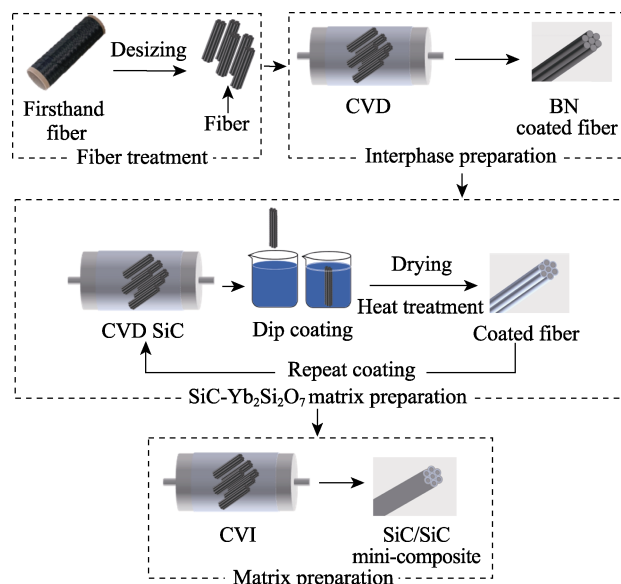 Desizing
Firsthand
fiber
Fiber
Fiber treatment
CVD
BN
coated fiber
Interphase preparation
CVD SiC
Dip coating
Drying
Heat treatment
Coated fiber
Repeat coating
SiC-Yb₂Si₂O₇ matrix preparation
CVI
SiC/SiC
mini-composite
Matrix preparation